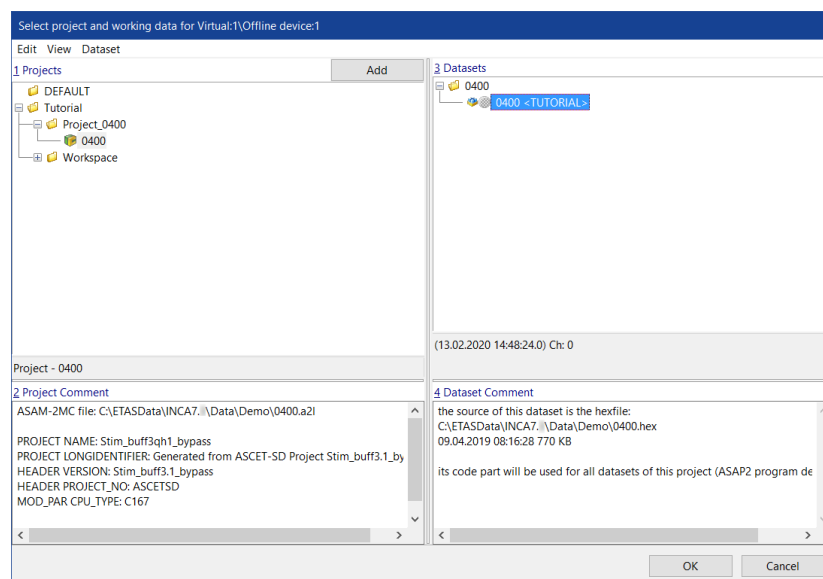 Select project and working data for Virtual:1\Offline device:1
Edit View Dataset
1 Projects
Add
DEFAULT
Tutorial
Project_0400
0400
Workspace
Project - 0400
2 Project Comment
ASAM-2MC file: C:\ETASData\INCA7. \Data\Demo\0400.a2l
PROJECT NAME: Stim_buff3qh1_bypass
PROJECT LONGIDENTIFIER: Generated from ASCET-SD Project Stim_buff3.1_by
HEADER VERSION: Stim_buff3.1_bypass
HEADER PROJECT_NO: ASCETSD
MOD_PAR CPU_TYPE: C167
3 Datasets
0400
0400 <TUTORIAL>
(13.02.2020 14:48:24.0) Ch: 0
4 Dataset Comment
the source of this dataset is the hexfile:
C:\ETASData\INCA7. \Data\Demo\0400.hex
09.04.2019 08:16:28 770 KB
its code part will be used for all datasets of this project (ASAP2 program de
OK
Cancel